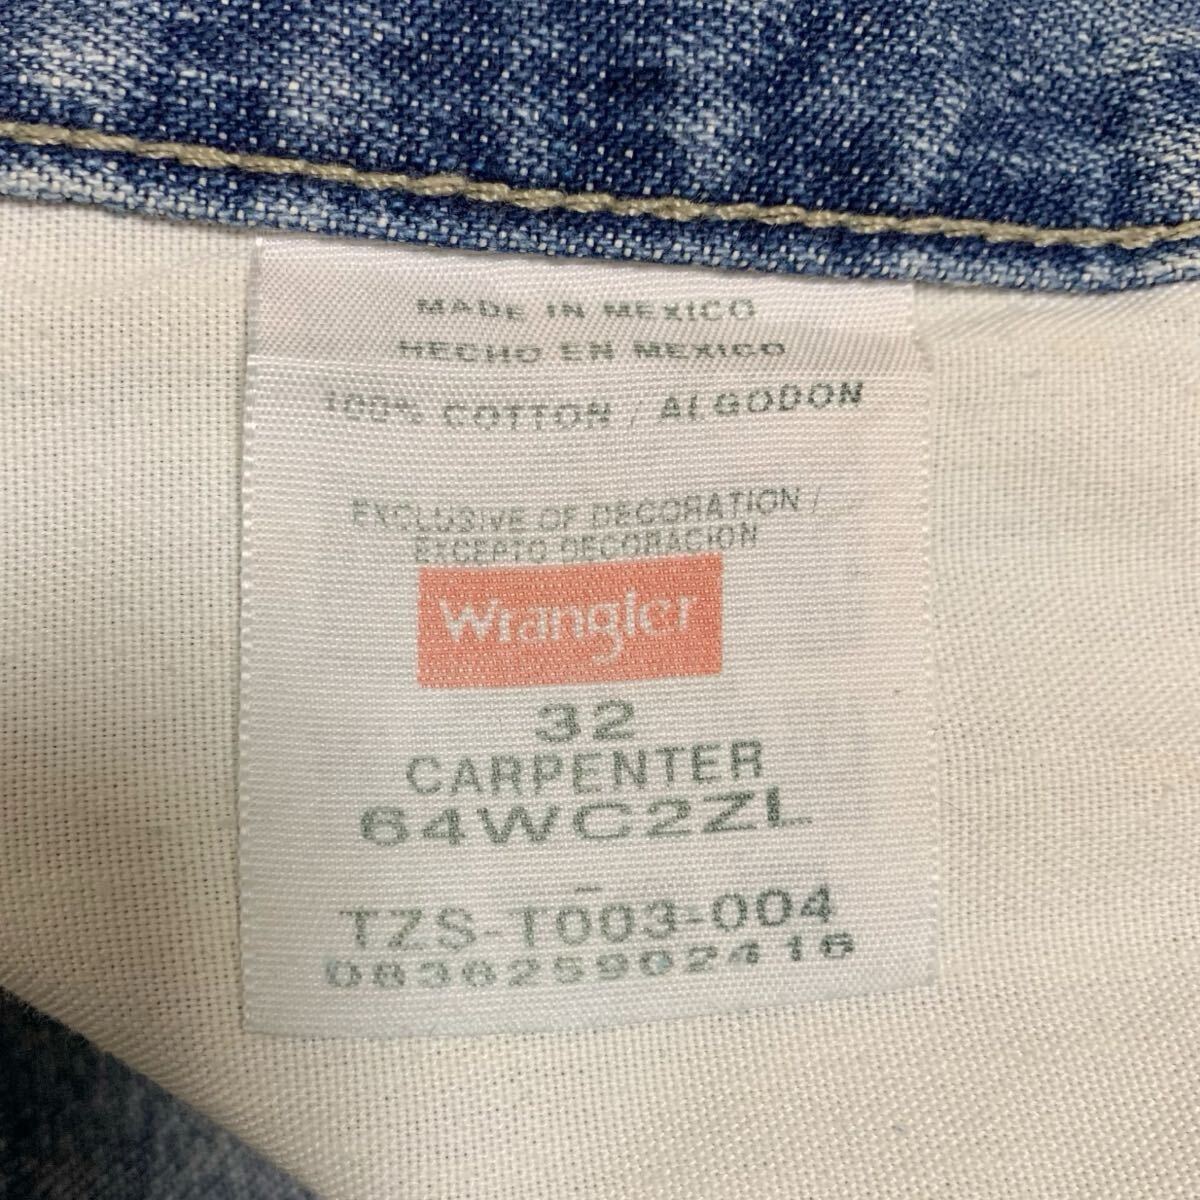 MADE IN MEXICO
HECHO EN MEXICO
100% COTTON / ALGODON
EXCLUSIVE OF DECORATION /
EXCEPTO DECORACION
Wrangler
32
CARPENTER
64WC2ZL
TZS-T003-004
083625902416